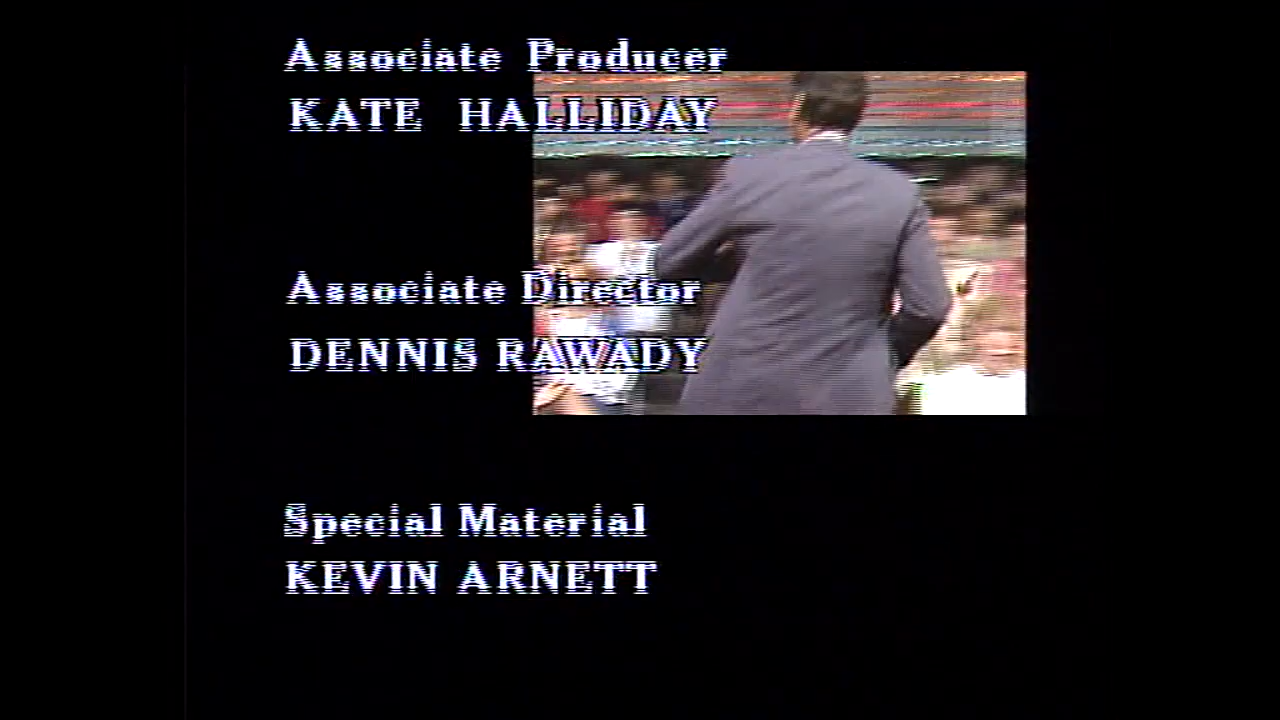 Associate Producer
KATE HALLIDAY
Associate Director
DENNIS RAWADY
Special Material
KEVIN ARNETT